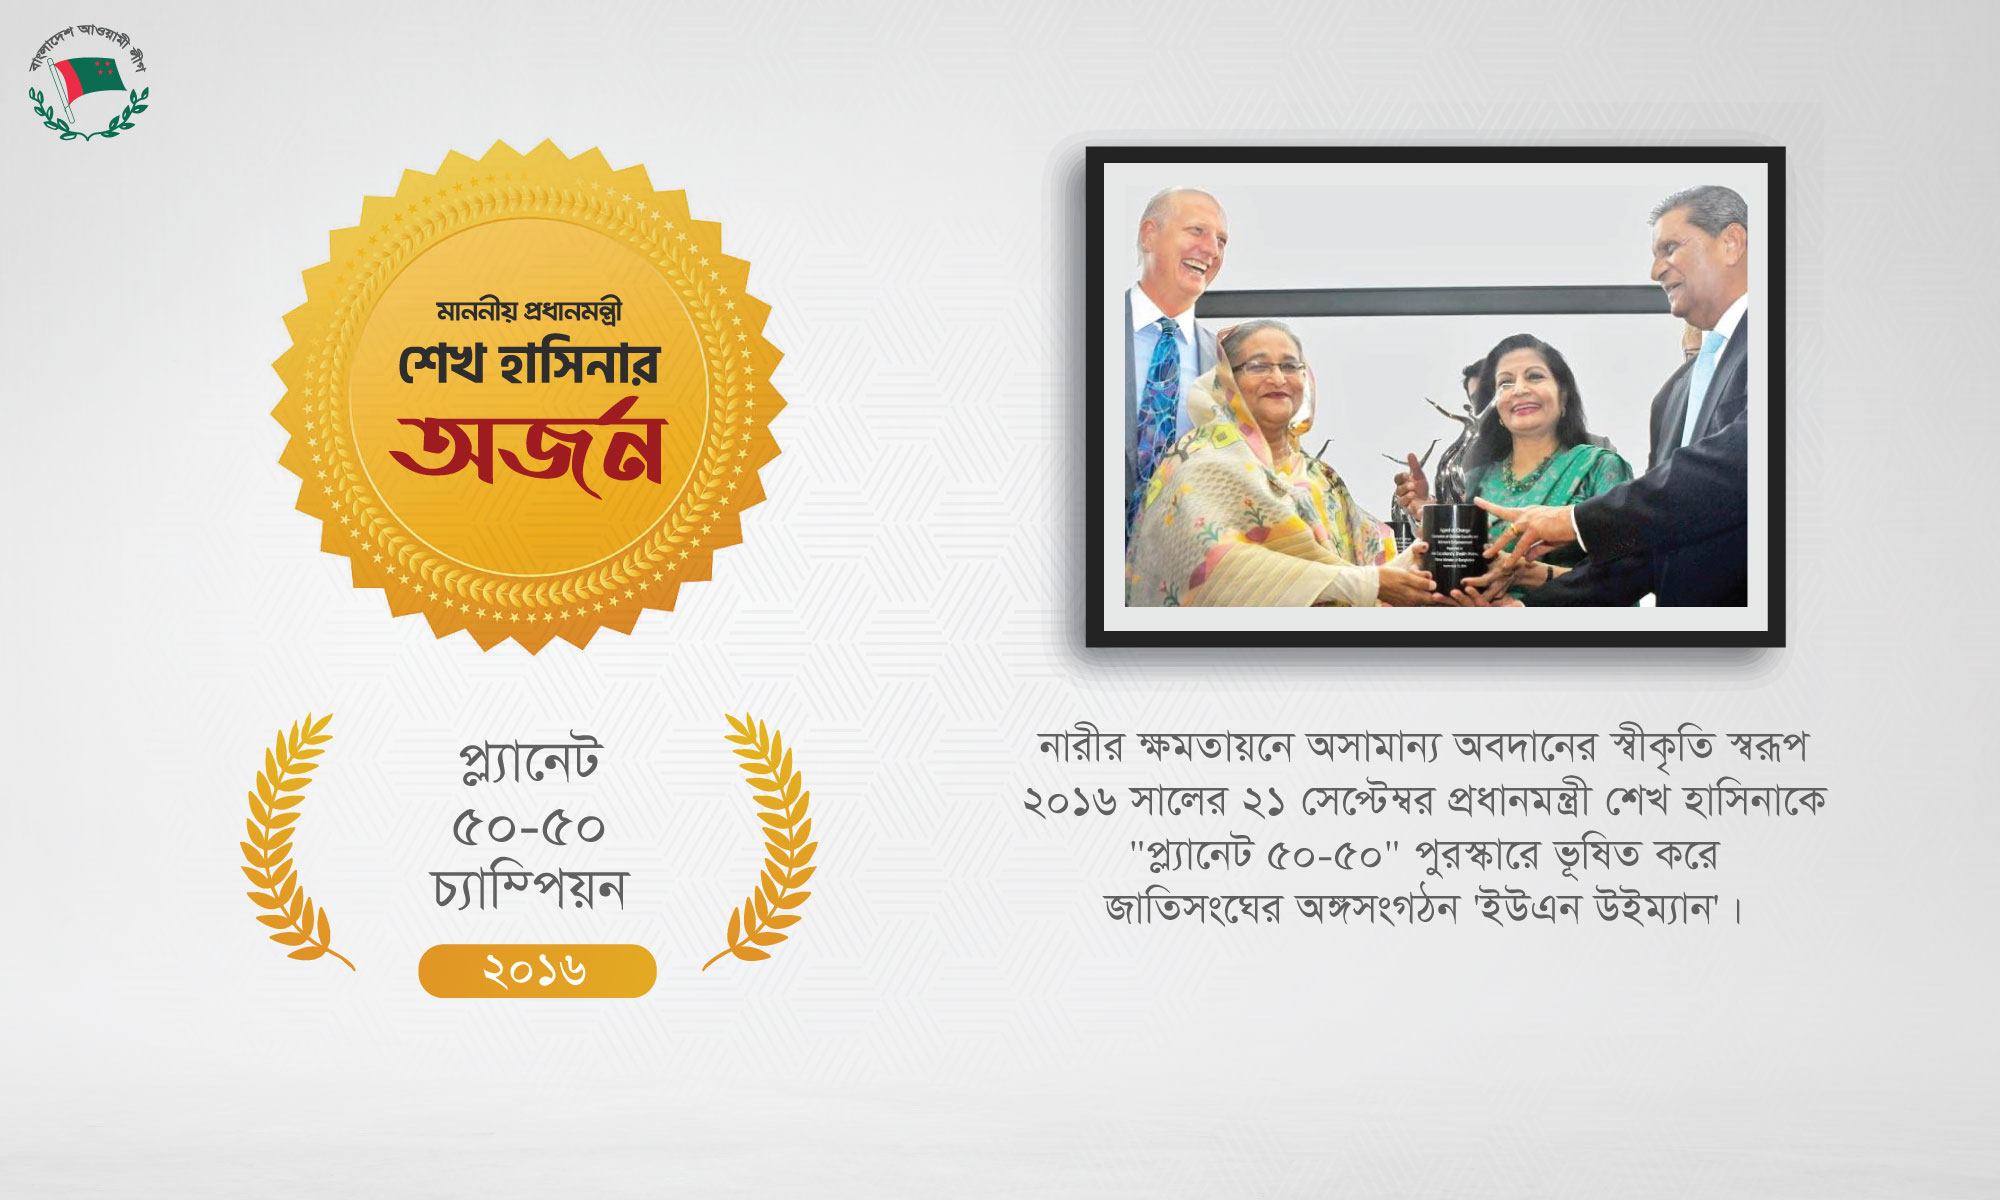 বাংলাদেশ আওয়ামী লীগ
মাননীয় প্রধানমন্ত্রী
শেখ হাসিনার
অর্জন
প্ল্যানেট
৫০-৫০
চ্যাম্পিয়ন
২০১৬
নারীর ক্ষমতায়নে অসামান্য অবদানের স্বীকৃতি স্বরূপ
২০১৬ সালের ২১ সেপ্টেম্বর প্রধানমন্ত্রী শেখ হাসিনাকে
"প্ল্যানেট ৫০-৫০" পুরস্কারে ভূষিত করে
জাতিসংঘের অঙ্গসংগঠন 'ইউএন উইম্যান' ।